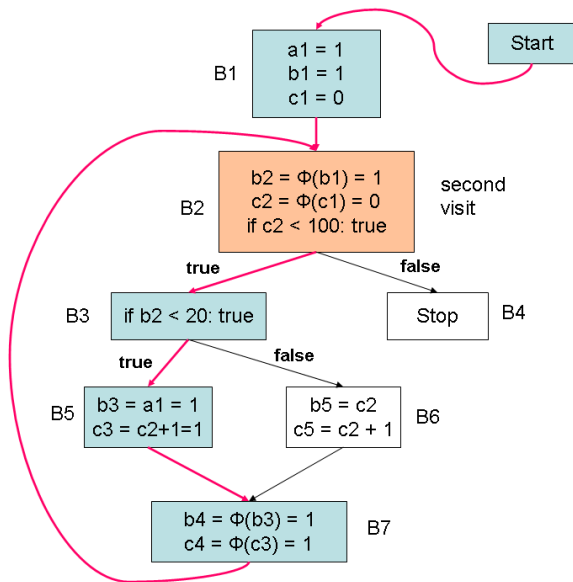 Start
B1
a1 = 1
b1 = 1
c1 = 0
B2
b2 = Φ(b1) = 1
c2 = Φ(c1) = 0
if c2 < 100: true
second
visit
true
false
B3
if b2 < 20: true
Stop
B4
true
false
B5
b3 = a1 = 1
c3 = c2+1=1
b5 = c2
c5 = c2 + 1
B6
b4 = Φ(b3) = 1
c4 = Φ(c3) = 1
B7